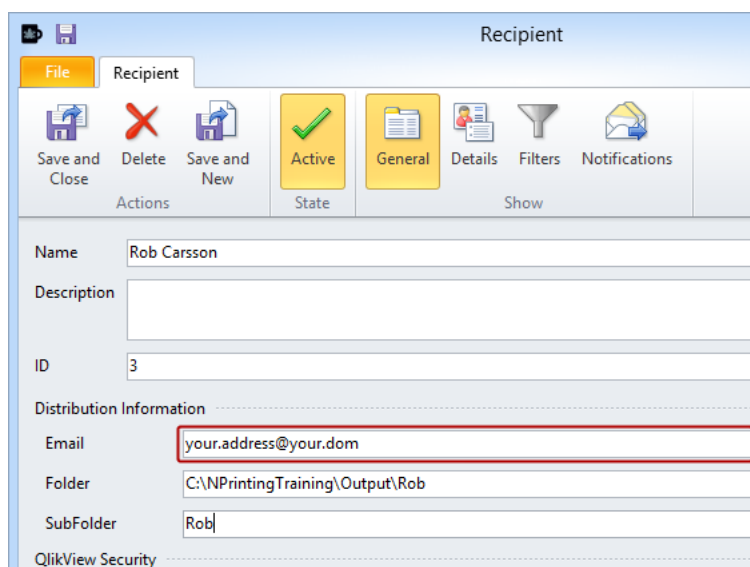 Recipient
File Recipient
Save and Close Delete Save and New Active General Details Filters Notifications
Actions State Show
Name Rob Carsson
Description
ID 3
Distribution Information
Email your.address@your.dom
Folder C:\NPrintingTraining\Output\Rob
SubFolder Rob
QlikView Security